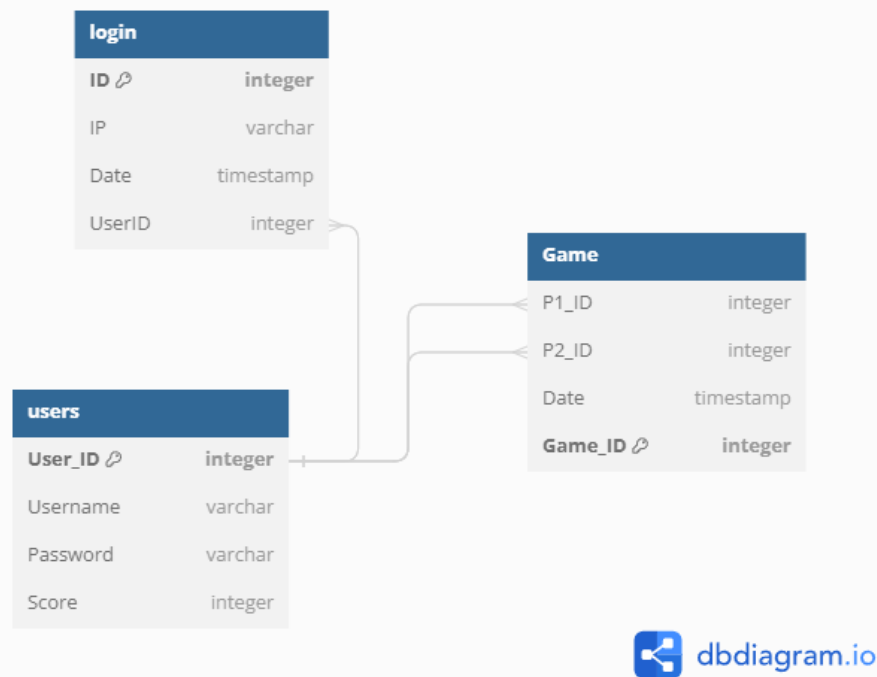 login
ID integer
IP varchar
Date timestamp
UserID integer
Game
P1_ID integer
P2_ID integer
Date timestamp
Game_ID integer
users
User_ID integer
Username varchar
Password varchar
Score integer
dbdiagram.io